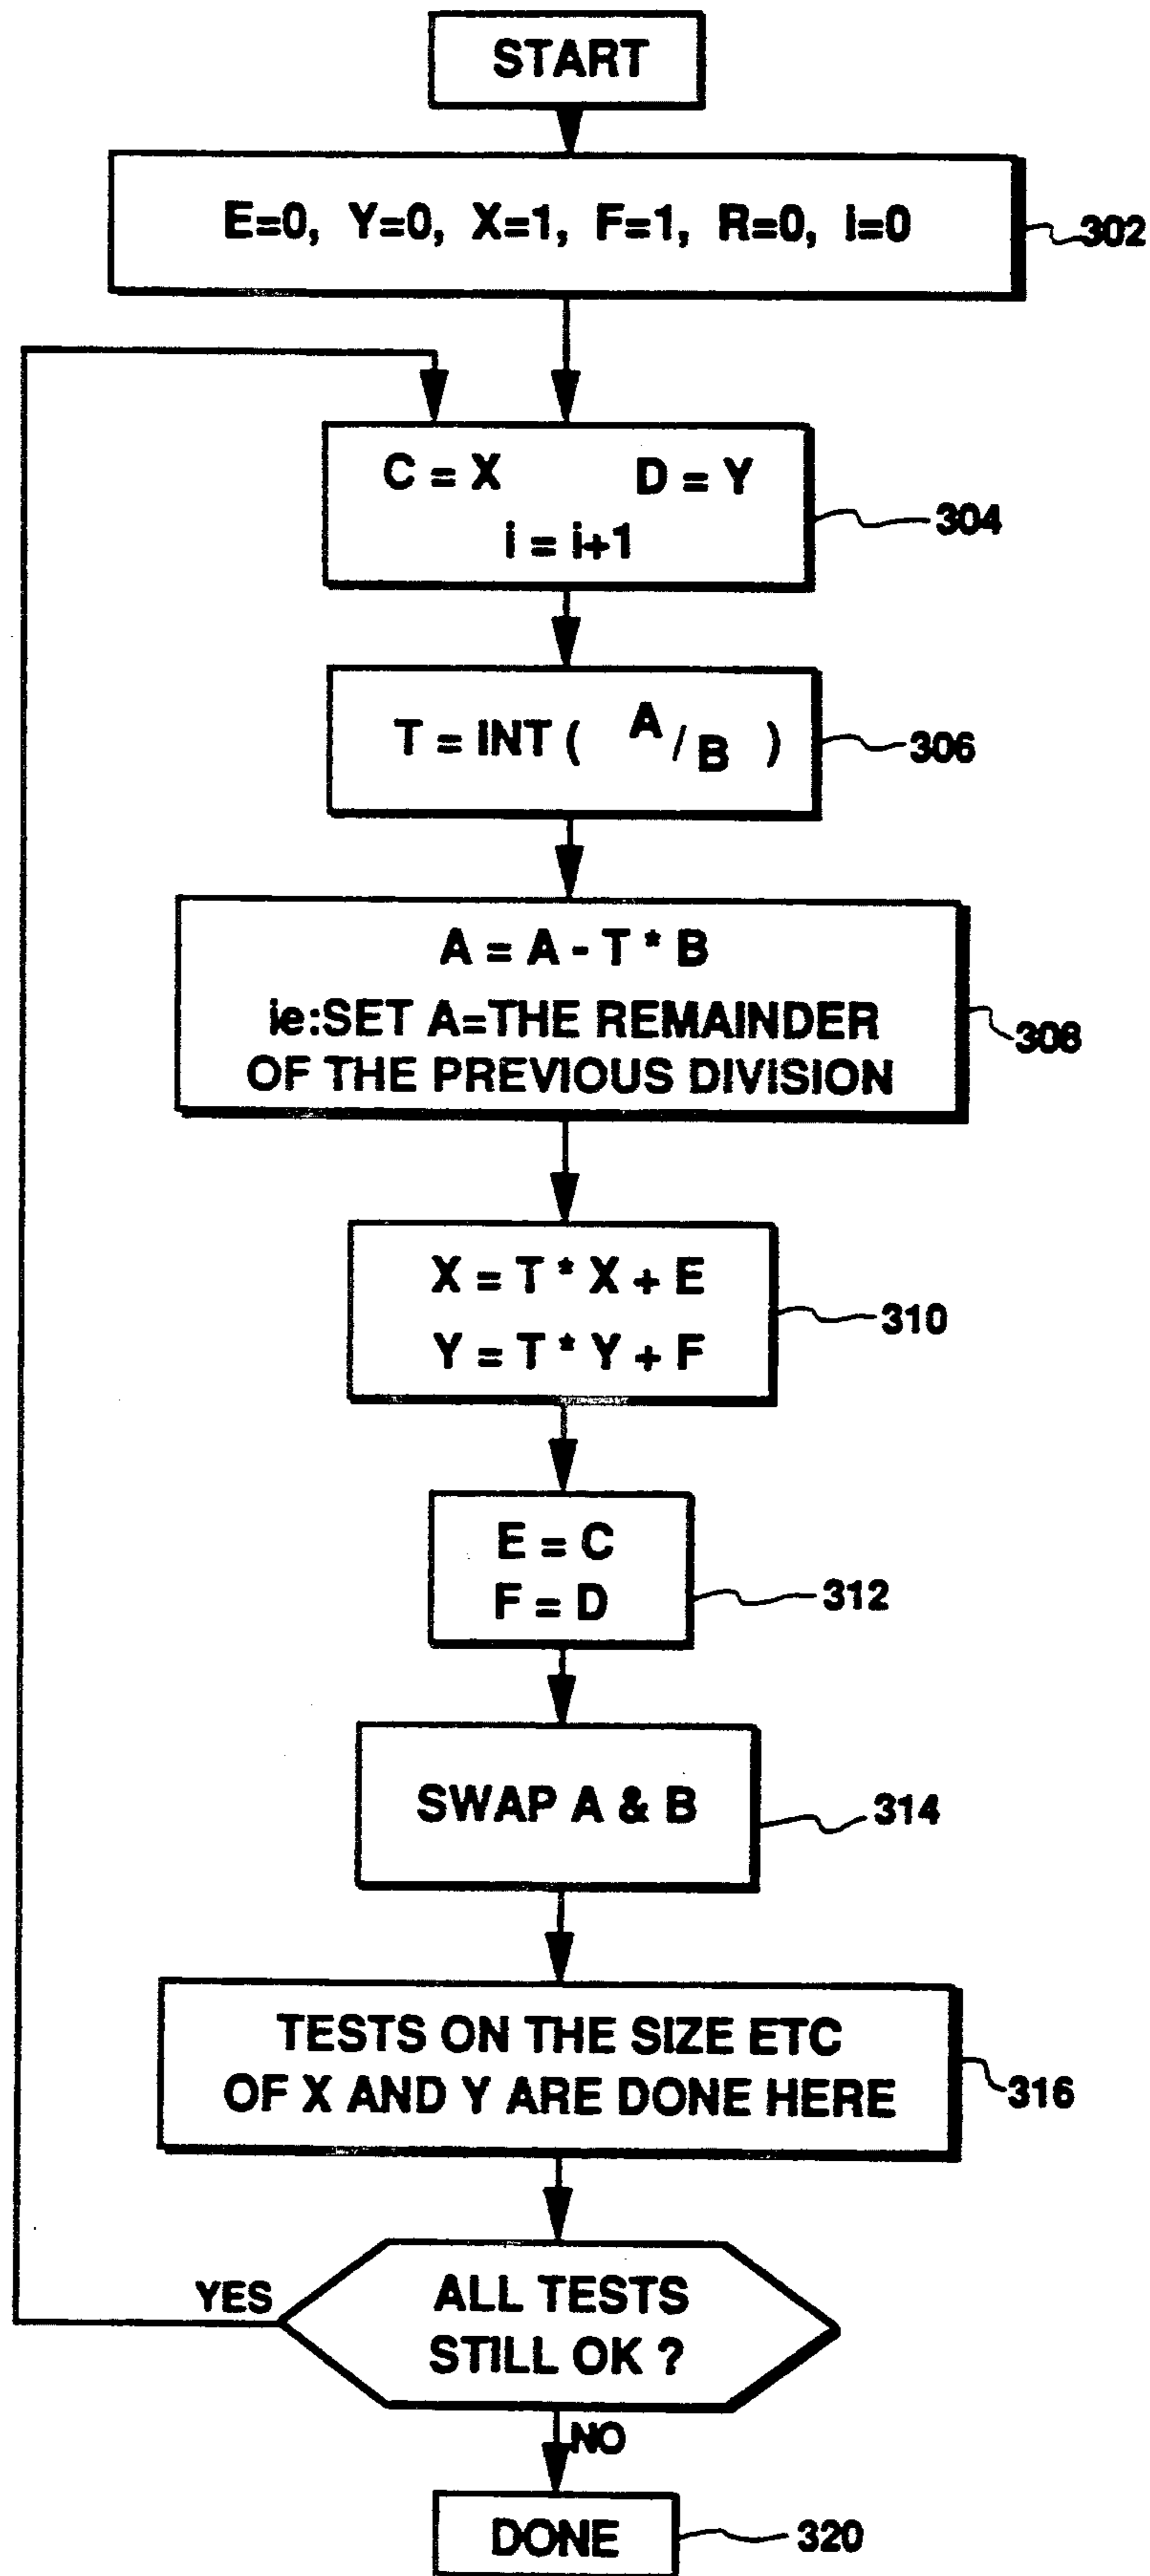 START
E=0, Y=0, X=1, F=1, R=0, i=0
302
C = X D = Y
i = i+1
304
T = INT ( A / B )
306
A = A - T * B
ie:SET A=THE REMAINDER
OF THE PREVIOUS DIVISION
308
X = T * X + E
Y = T * Y + F
310
E = C
F = D
312
SWAP A & B
314
TESTS ON THE SIZE ETC
OF X AND Y ARE DONE HERE
316
YES
ALL TESTS
STILL OK ?
NO
DONE
320